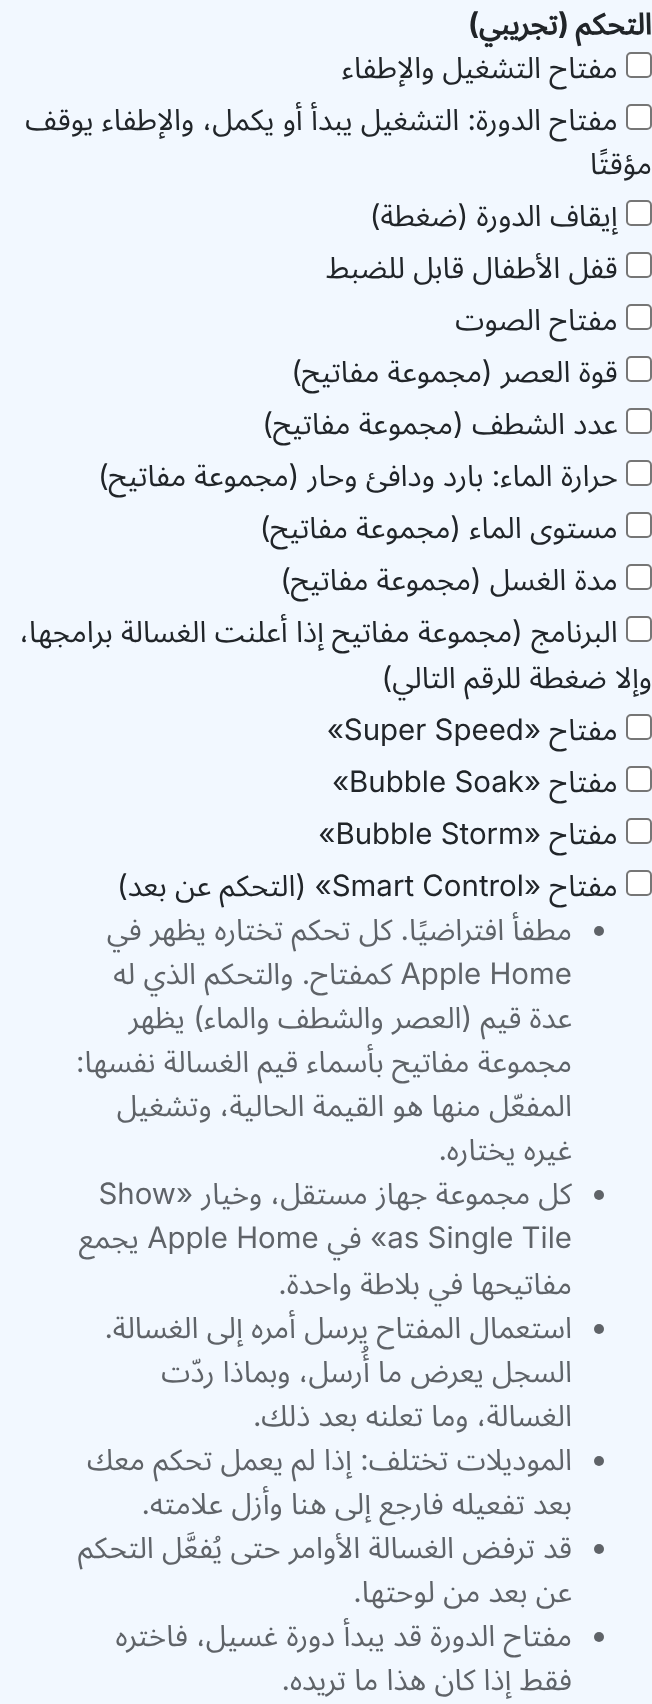 التحكم (تجريبي)
مفتاح التشغيل والإطفاء
مفتاح الدورة: التشغيل يبدأ أو يكمل، والإطفاء يوقف
مؤقتًا
إيقاف الدورة (ضغطة)
قفل الأطفال قابل للضبط
مفتاح الصوت
قوة العصر (مجموعة مفاتيح)
عدد الشطف (مجموعة مفاتيح)
حرارة الماء: بارد ودافئ وحار (مجموعة مفاتيح)
مستوى الماء (مجموعة مفاتيح)
مدة الغسل (مجموعة مفاتيح)
البرنامج (مجموعة مفاتيح إذا أعلنت الغسالة برامجها،
وإلا ضغطة للرقم التالي)
مفتاح «Super Speed»
مفتاح «Bubble Soak»
مفتاح «Bubble Storm»
مفتاح «Smart Control» (التحكم عن بعد)
• مطفأ افتراضيًا. كل تحكم تختاره يظهر في
Apple Home كمفتاح. والتحكم الذي له
عدة قيم (العصر والشطف والماء) يظهر
مجموعة مفاتيح بأسماء قيم الغسالة نفسها:
المفعّل منها هو القيمة الحالية، وتشغيل
غيره يختاره.
• كل مجموعة جهاز مستقل، وخيار «Show
as Single Tile» في Apple Home يجمع
مفاتيحها في بلاطة واحدة.
• استعمال المفتاح يرسل أمره إلى الغسالة.
السجل يعرض ما أُرسل، وبماذا ردّت
الغسالة، وما تعلنه بعد ذلك.
• الموديلات تختلف: إذا لم يعمل تحكم معك
بعد تفعيله فارجع إلى هنا وأزل علامته.
• قد ترفض الغسالة الأوامر حتى يُفعَّل التحكم
عن بعد من لوحتها.
• مفتاح الدورة قد يبدأ دورة غسيل، فاختره
فقط إذا كان هذا ما تريده.